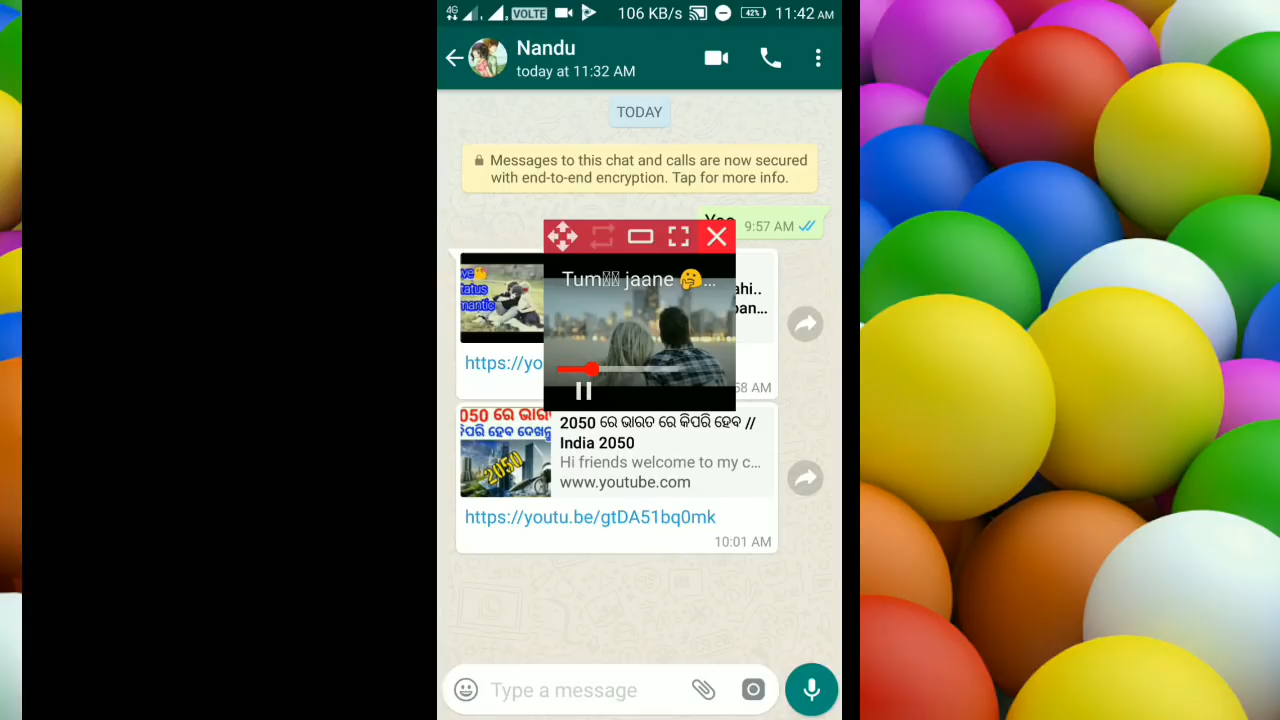 4G VOLTE 106 KB/s 42% 11:42 AM
Nandu
today at 11:32 AM
TODAY
Messages to this chat and calls are now secured
with end-to-end encryption. Tap for more info.
9:57 AM
Tum jaane 🤔...
ahi..
https://yo
58 AM
2050 ରେ ଭାରତ ରେ କିପରି ହେବ //
India 2050
Hi friends welcome to my c...
www.youtube.com
2050
https://youtu.be/gtDA51bq0mk
10:01 AM
Type a message